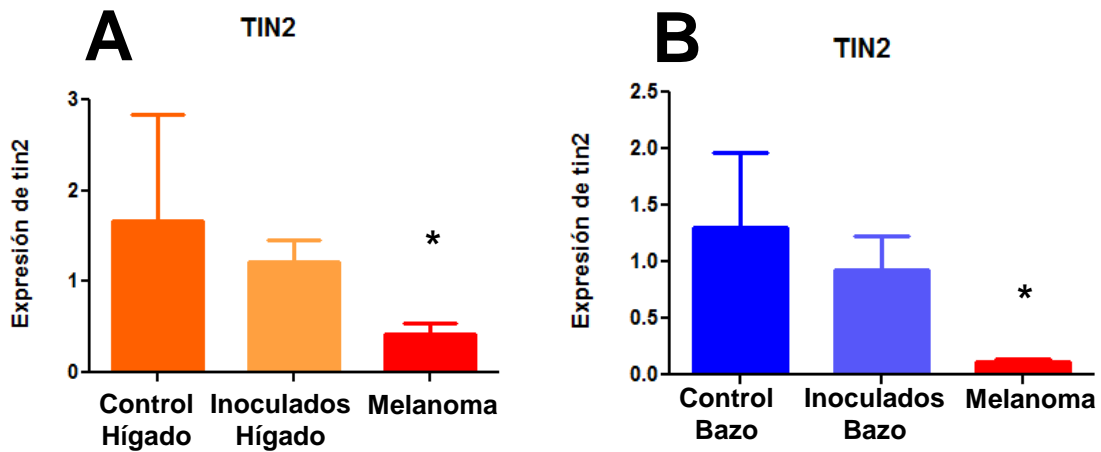 A
TIN2
Expresión de tin2
3
2
1
0
*
Control Hígado
Inoculados Hígado
Melanoma
B
TIN2
Expresión de tin2
2.5
2.0
1.5
1.0
0.5
0.0
*
Control Bazo
Inoculados Bazo
Melanoma